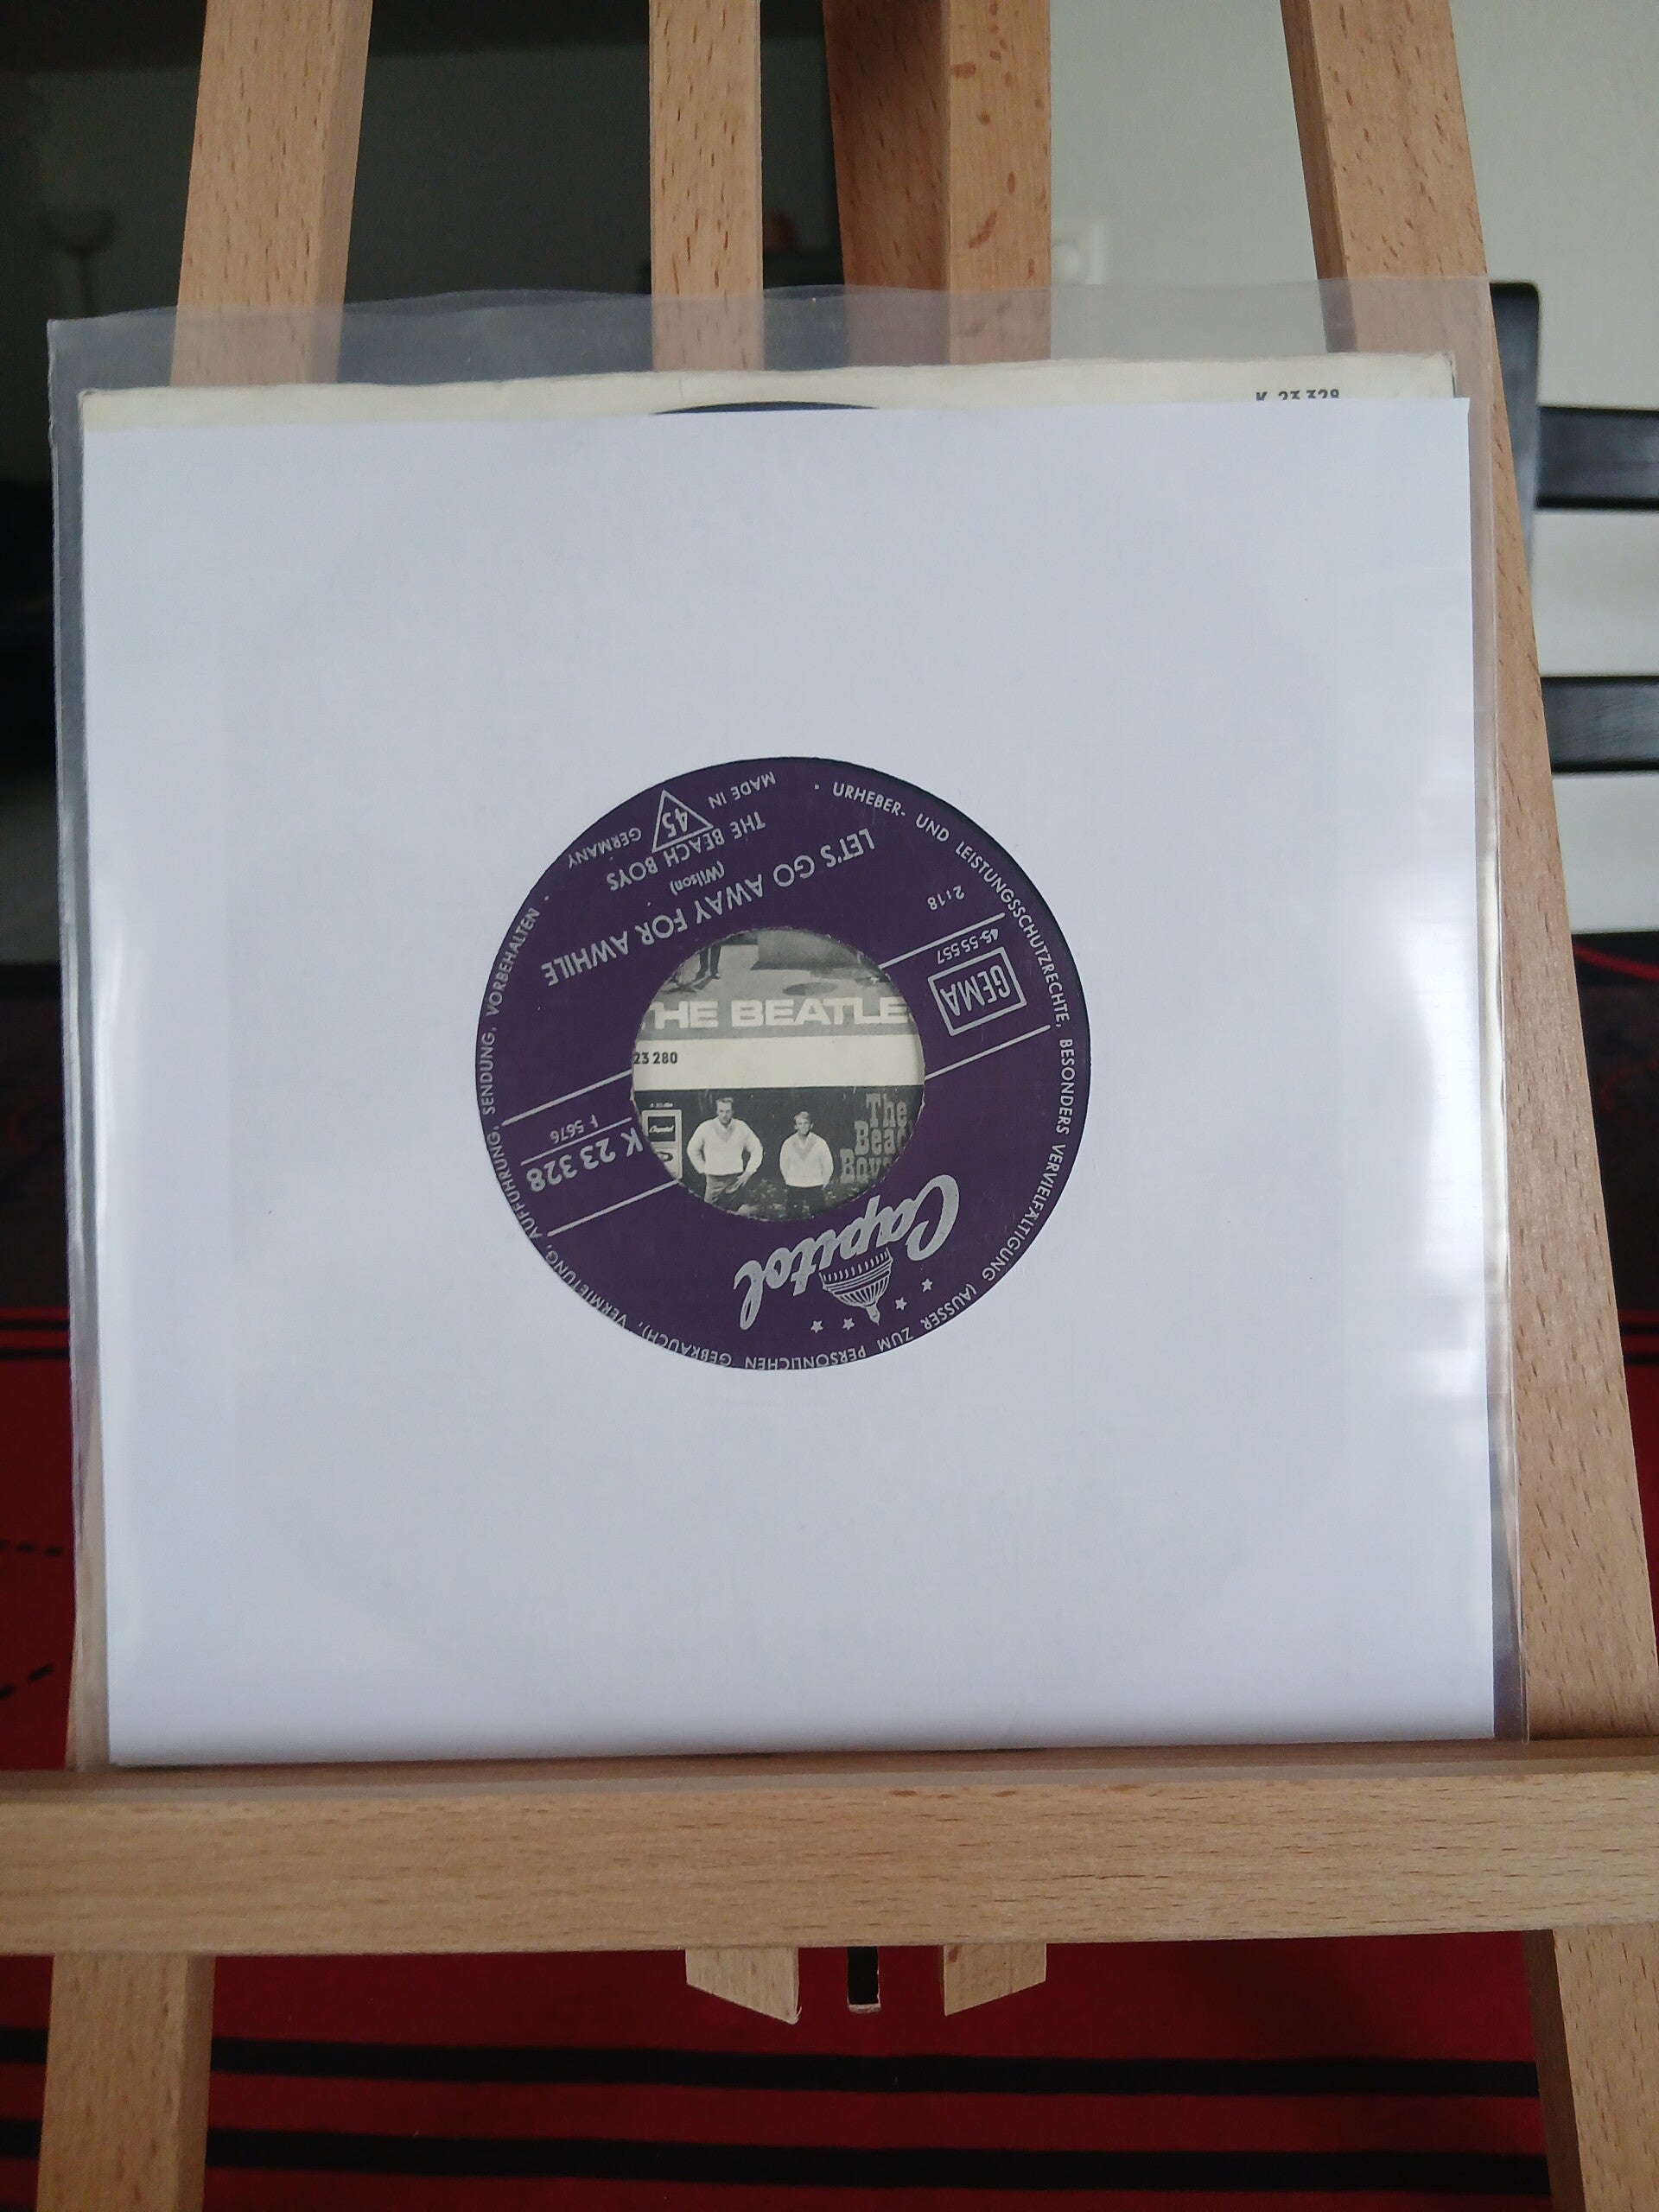 K 23 328
Capitol
K 23 328
F 5676
GEMA
45-55 557
2:18
LET'S GO AWAY FOR AWHILE
(Wilson)
THE BEACH BOYS
MADE IN 45 GERMANY
· URHEBER- UND LEISTUNGSSCHUTZRECHTE, BESONDERS VERVIELFÄLTIGUNG (AUSSER ZUM PERSÖNLICHEN GEBRAUCH), VERMIETUNG, AUFFÜHRUNG, SENDUNG, VORBEHALTEN ·
THE BEATLE
23 280
Capitol
The
Beac
Boys